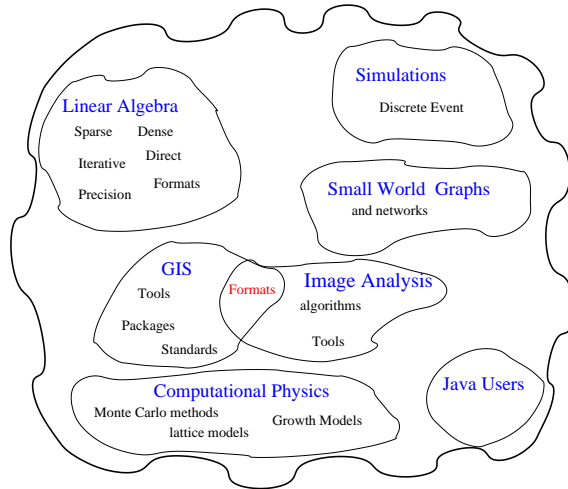 Linear Algebra
Sparse Dense
Iterative Direct
Precision Formats
Simulations
Discrete Event
Small World Graphs
and networks
GIS
Tools
Packages
Standards
Formats
Image Analysis
algorithms
Tools
Computational Physics
Monte Carlo methods
lattice models
Growth Models
Java Users